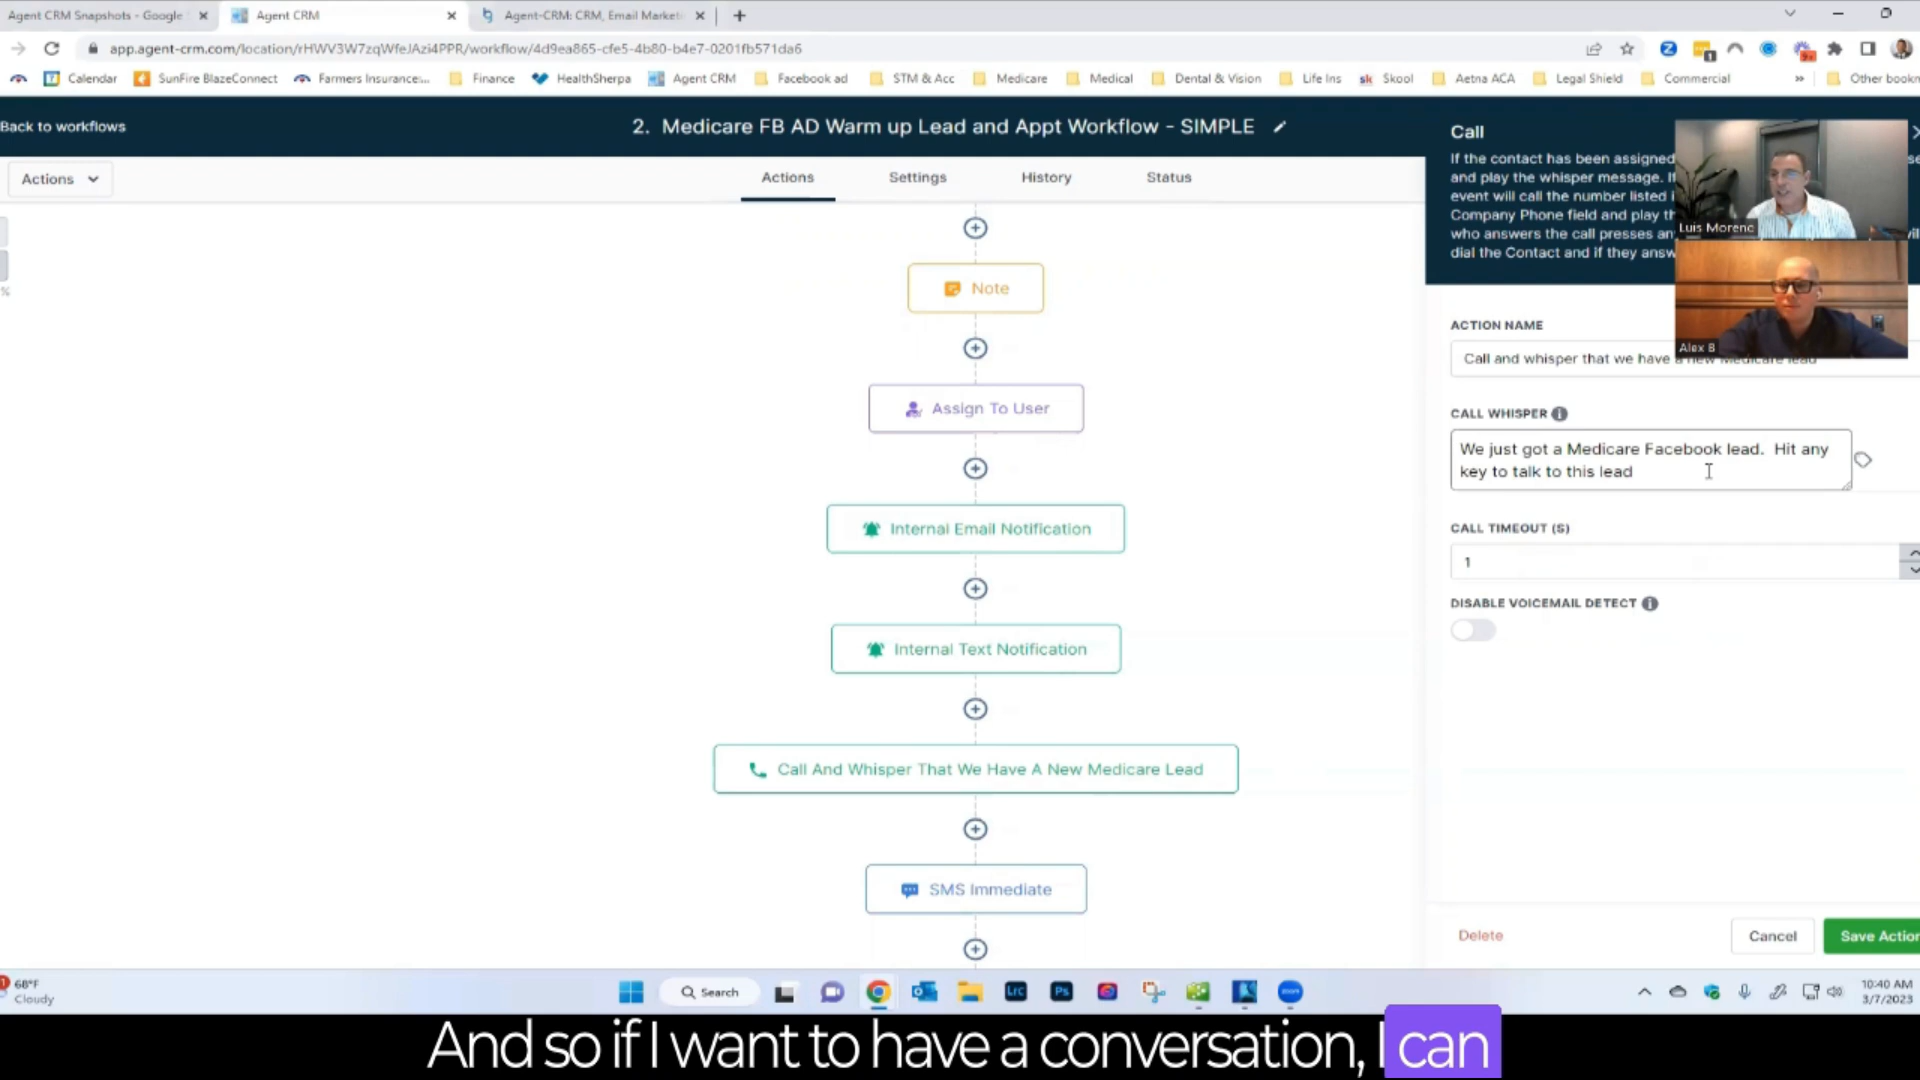 Agent CRM Snapshots - Google
Agent CRM
Agent-CRM: CRM, Email Market
app.agent-crm.com/location/rHWV3W7zqWfeJAzi4PPR/workflow/4d9ea865-cfe5-4b80-b4e7-0201fb571da6
Calendar
SunFire BlazeConnect
Farmers Insurance:...
Finance
HealthSherpa
Agent CRM
Facebook ad
STM & Acc
Medicare
Medical
Dental & Vision
Life Ins
sk Skool
Aetna ACA
Legal Shield
Commercial
»
Other bookn
Back to workflows
2. Medicare FB AD Warm up Lead and Appt Workflow - SIMPLE
Actions
Actions
Settings
History
Status
%
Note
Assign To User
Internal Email Notification
Internal Text Notification
Call And Whisper That We Have A New Medicare Lead
SMS Immediate
Call
If the contact has been assigned
and play the whisper message. I
event will call the number listed i
Company Phone field and play th
who answers the call presses an
dial the Contact and if they answ
Luis Moreno
Alex B
ACTION NAME
Call and whisper that we have a new Medicare lead
CALL WHISPER
We just got a Medicare Facebook lead. Hit any
key to talk to this lead
CALL TIMEOUT (S)
1
DISABLE VOICEMAIL DETECT
Delete
Cancel
Save Action
68°F
Cloudy
Search
Lrc
Ps
zoom
10:40 AM
3/7/2023
And so if I want to have a conversation, I can